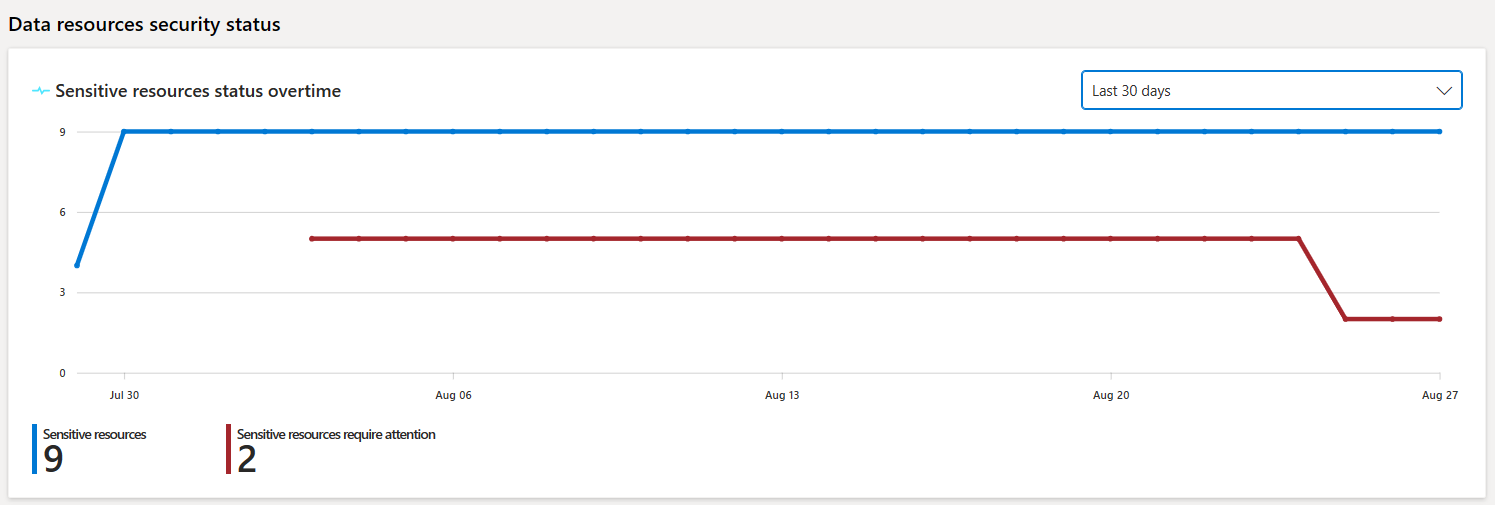 Data resources security status
Sensitive resources status overtime
Last 30 days
9
6
3
0
Jul 30 Aug 06 Aug 13 Aug 20 Aug 27
Sensitive resources
9
Sensitive resources require attention
2